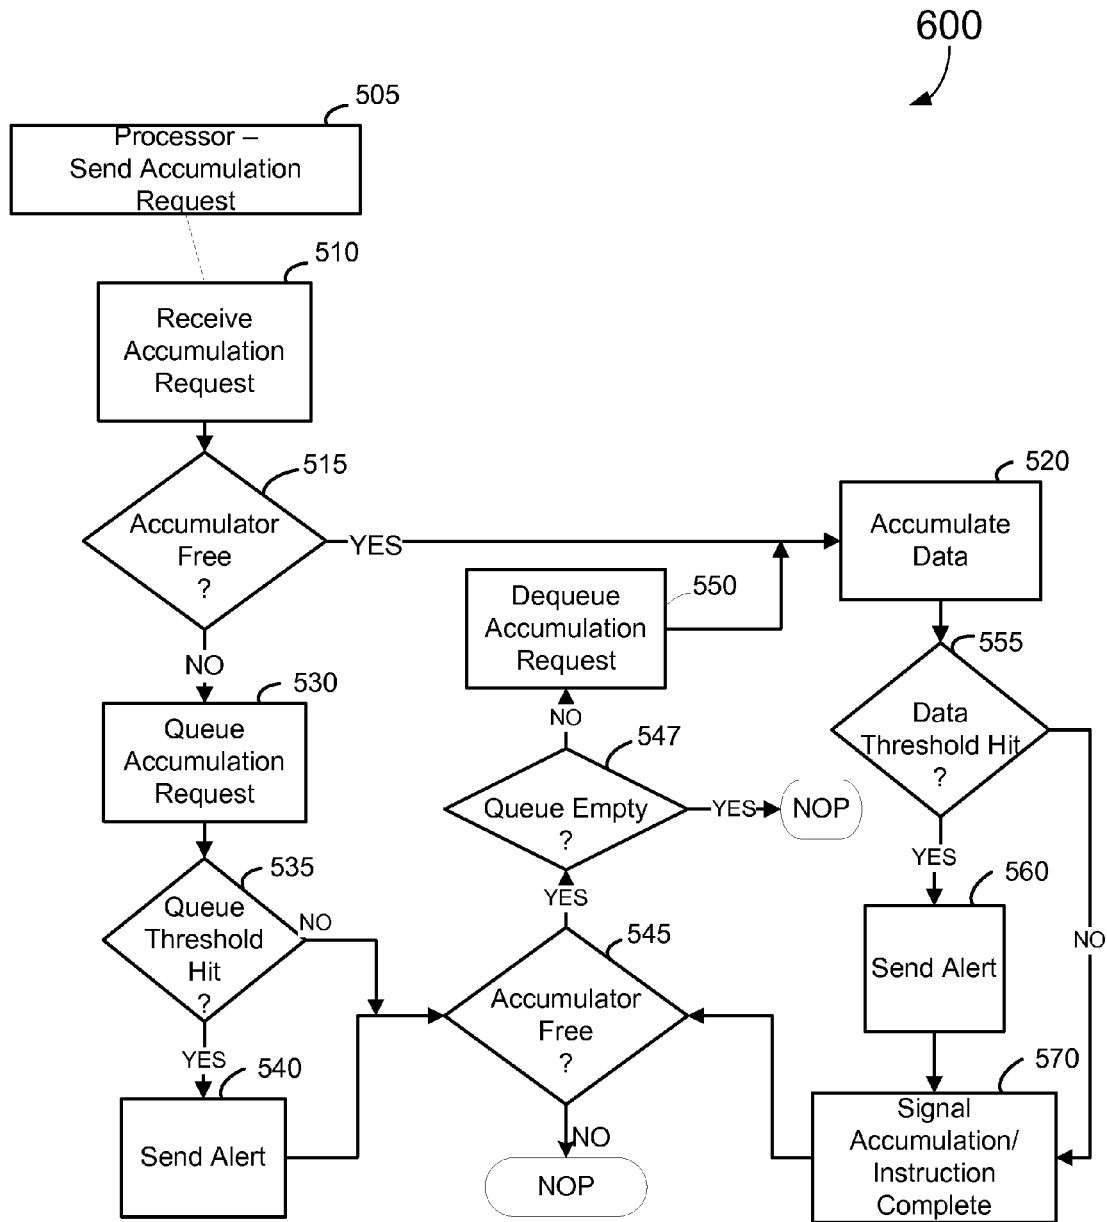 600
505
Processor –
Send Accumulation
Request
510
Receive
Accumulation
Request
515
Accumulator
Free
?
YES
520
Accumulate
Data
NO
550
Dequeue
Accumulation
Request
555
Data
Threshold Hit
?
530
Queue
Accumulation
Request
NO
547
Queue Empty
?
YES
NOP
535
Queue
Threshold
Hit
?
NO
YES
545
Accumulator
Free
?
YES
560
Send Alert
NO
YES
540
Send Alert
NO
NOP
570
Signal
Accumulation/
Instruction
Complete